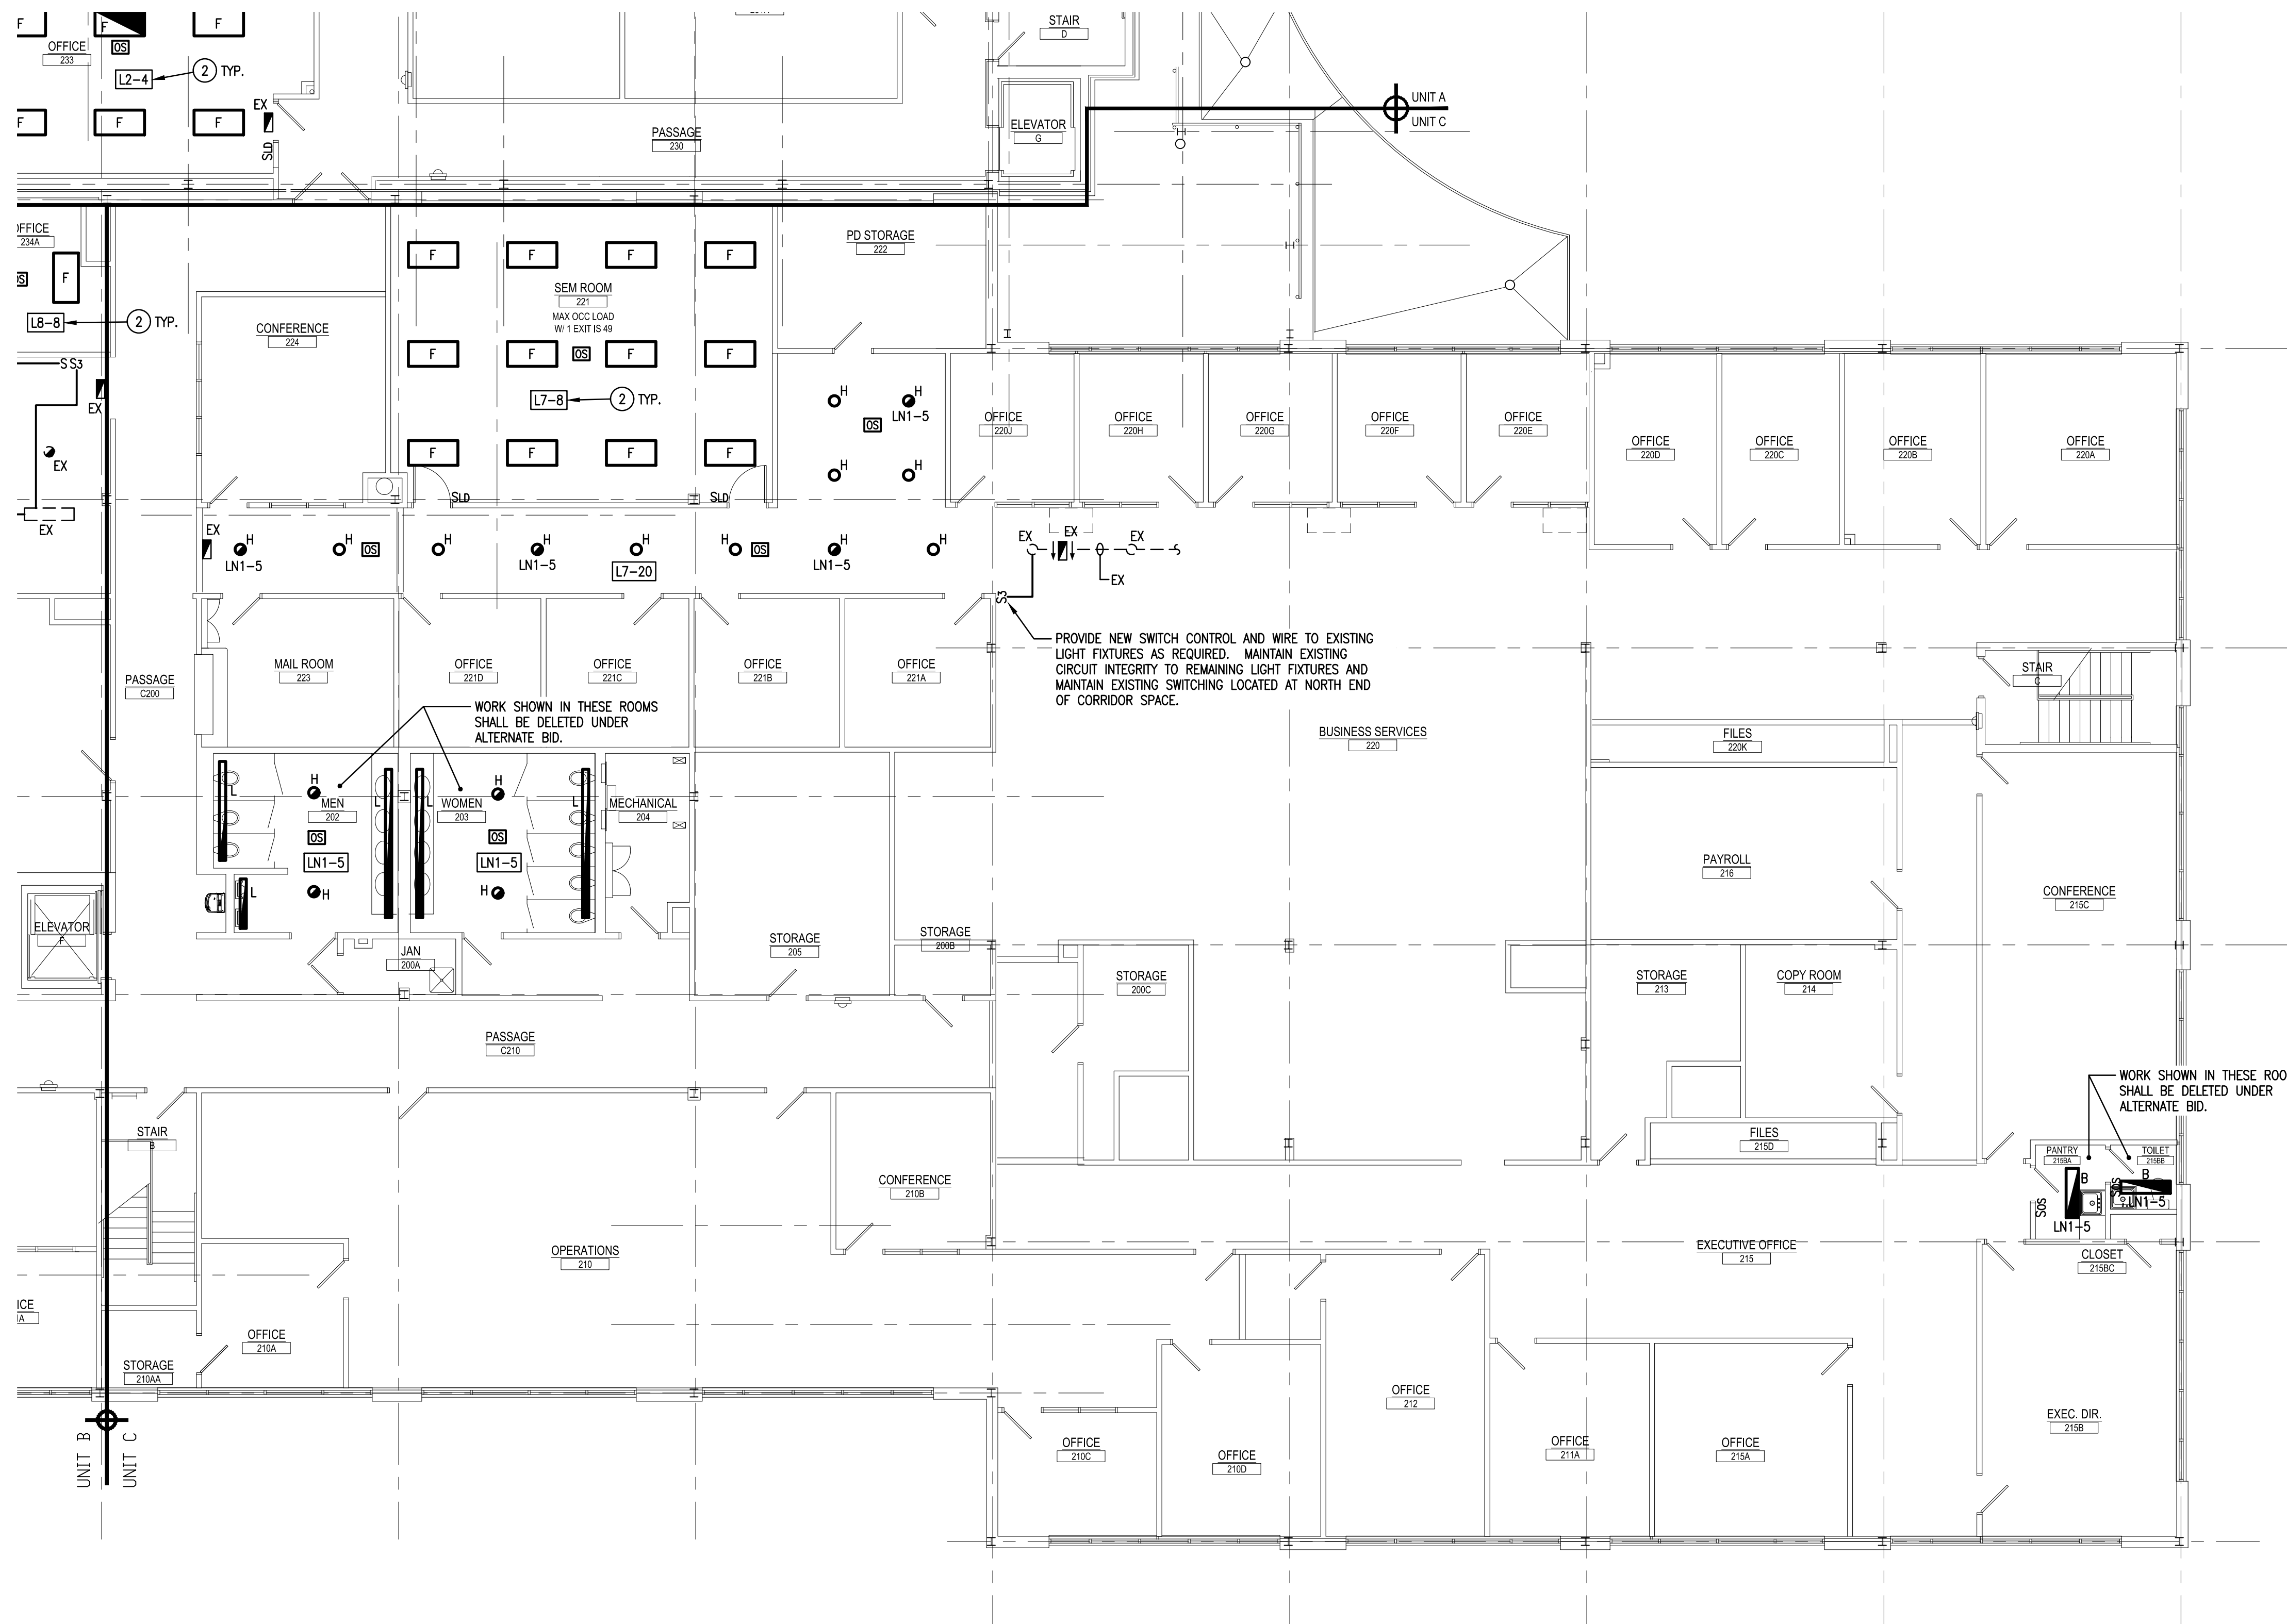 F
F
F
OFFICE
233
OS
L2-4
2
TYP.
F
F
F
EX
SLD
PASSAGE
230
STAIR
D
ELEVATOR
G
UNIT A
UNIT C
OFFICE
234A
OS
F
L8-8
2
TYP.
S S3
EX
EX
EX
CONFERENCE
224
F
F
F
F
SEM ROOM
221
MAX OCC LOAD
W/ 1 EXIT IS 49
F
F
OS
F
F
L7-8
2
TYP.
F
F
F
F
SLD
SLD
PD STORAGE
222
H
H
LN1-5
OS
H
H
OFFICE
220J
OFFICE
220H
OFFICE
220G
OFFICE
220F
OFFICE
220E
OFFICE
220D
OFFICE
220C
OFFICE
220B
OFFICE
220A
EX
H
LN1-5
H
OS
H
H
LN1-5
H
L7-20
H
OS
H
LN1-5
H
EX
EX
EX
EX
S3
PROVIDE NEW SWITCH CONTROL AND WIRE TO EXISTING
LIGHT FIXTURES AS REQUIRED. MAINTAIN EXISTING
CIRCUIT INTEGRITY TO REMAINING LIGHT FIXTURES AND
MAINTAIN EXISTING SWITCHING LOCATED AT NORTH END
OF CORRIDOR SPACE.
PASSAGE
C200
MAIL ROOM
223
OFFICE
221D
OFFICE
221C
OFFICE
221B
OFFICE
221A
WORK SHOWN IN THESE ROOMS
SHALL BE DELETED UNDER
ALTERNATE BID.
BUSINESS SERVICES
220
STAIR
C
FILES
220K
L
H
MEN
202
OS
LN1-5
H
L
L
L
WOMEN
203
H
OS
LN1-5
H
L
MECHANICAL
204
PAYROLL
216
CONFERENCE
215C
ELEVATOR
F
JAN
200A
STORAGE
205
STORAGE
200B
STORAGE
200C
STORAGE
213
COPY ROOM
214
PASSAGE
C210
STAIR
B
FILES
215D
WORK SHOWN IN THESE ROO
SHALL BE DELETED UNDER
ALTERNATE BID.
PANTRY
215BA
TOILET
215BB
B
B
SOS
SOS
LN1-5
LN1-5
CONFERENCE
210B
OPERATIONS
210
EXECUTIVE OFFICE
215
CLOSET
215BC
ICE
1A
OFFICE
210A
STORAGE
210AA
OFFICE
212
OFFICE
210C
OFFICE
210D
OFFICE
211A
OFFICE
215A
EXEC. DIR.
215B
UNIT B
UNIT C